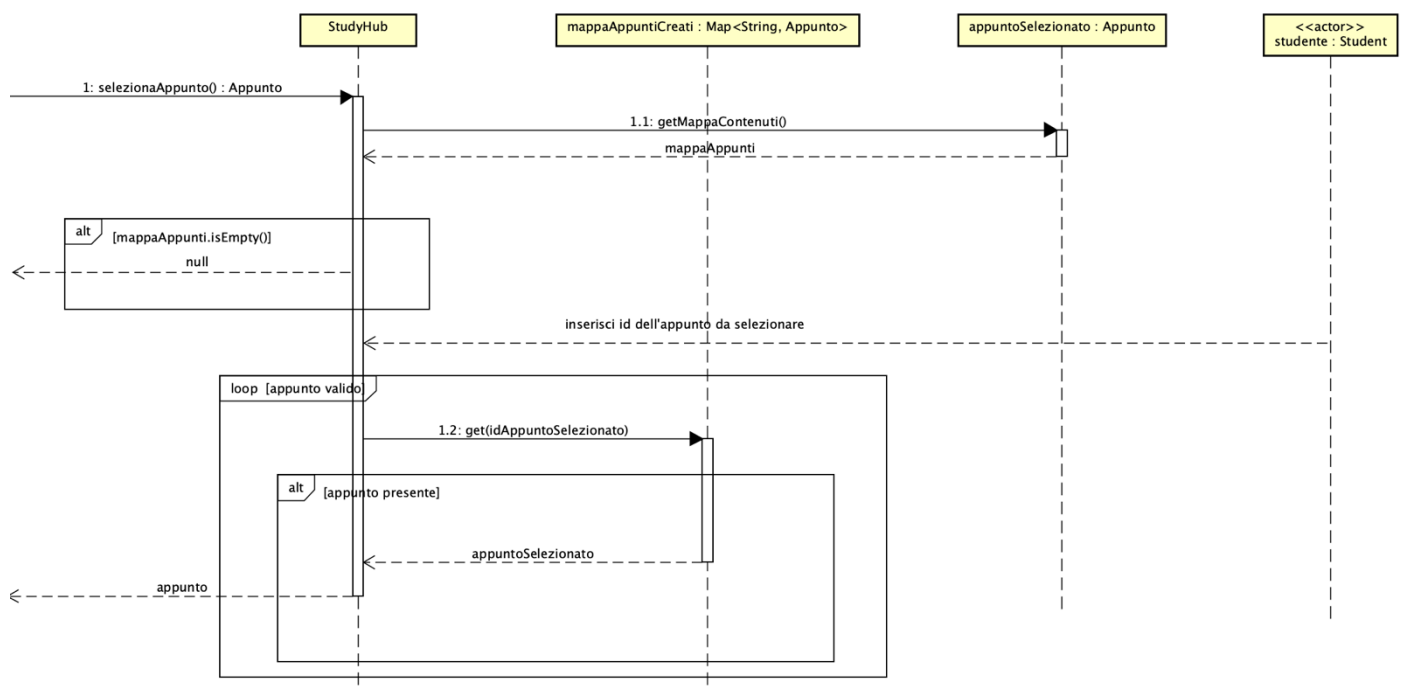 StudyHub
mappaAppuntiCreati : Map<String, Appunto>
appuntoSelezionato : Appunto
<<actor>>
studente : Student
1: selezionaAppunto() : Appunto
1.1: getMappaContenuti()
mappaAppunti
alt
[mappaAppunti.isEmpty()]
null
inserisci id dell'appunto da selezionare
loop [appunto valido]
1.2: get(idAppuntoSelezionato)
alt
[appunto presente]
appuntoSelezionato
appunto